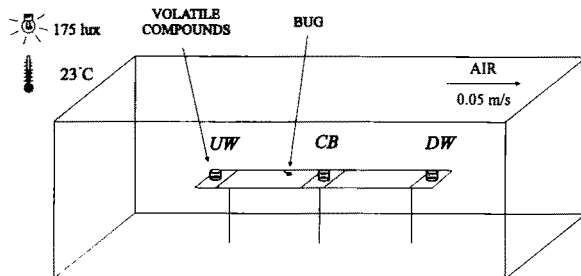 VOLATILE
COMPOUNDS
BUG
175 lux
23°C
AIR
0.05 m/s
UW
CB
DW